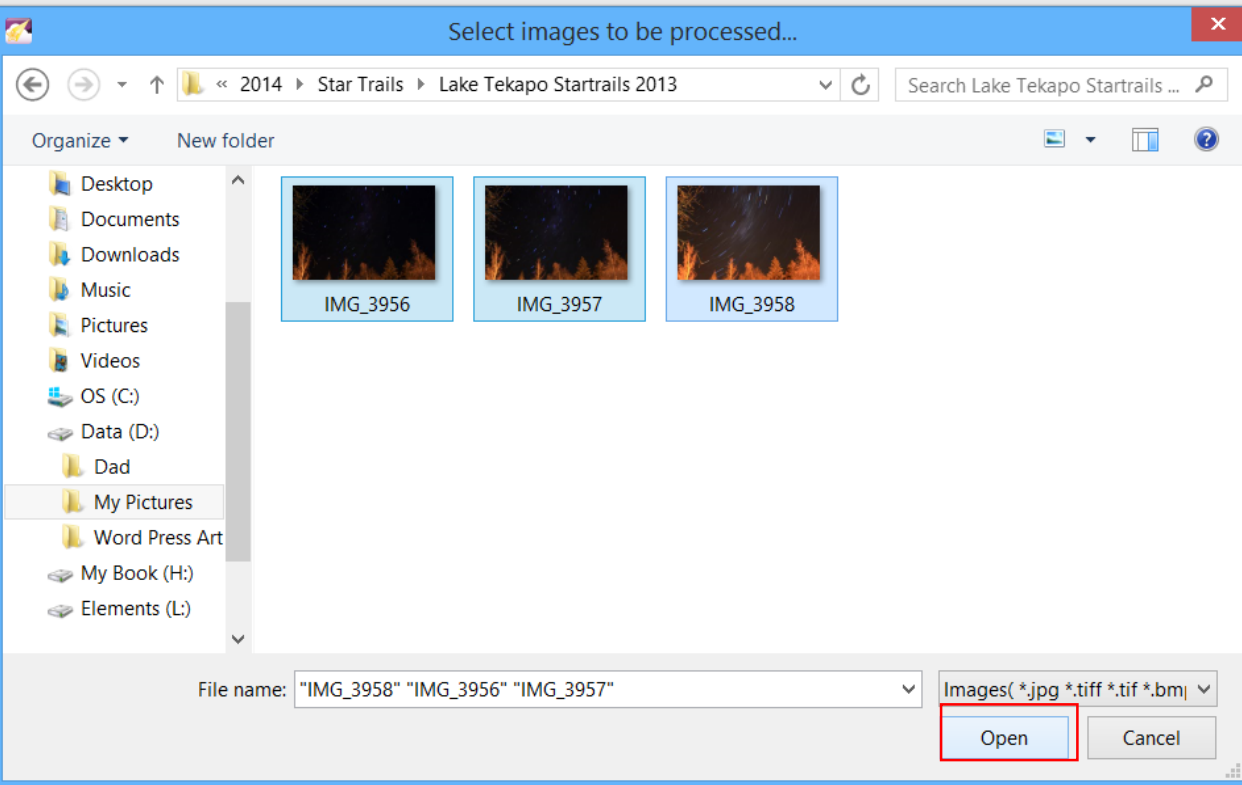 Select images to be processed...
« 2014 Star Trails Lake Tekapo Startrails 2013
Search Lake Tekapo Startrails ...
Organize
New folder
Desktop
Documents
Downloads
Music
Pictures
Videos
OS (C:)
Data (D:)
Dad
My Pictures
Word Press Art
My Book (H:)
Elements (L:)
IMG_3956
IMG_3957
IMG_3958
File name: "IMG_3958" "IMG_3956" "IMG_3957"
Images( *.jpg *.tiff *.tif *.bm
Open
Cancel